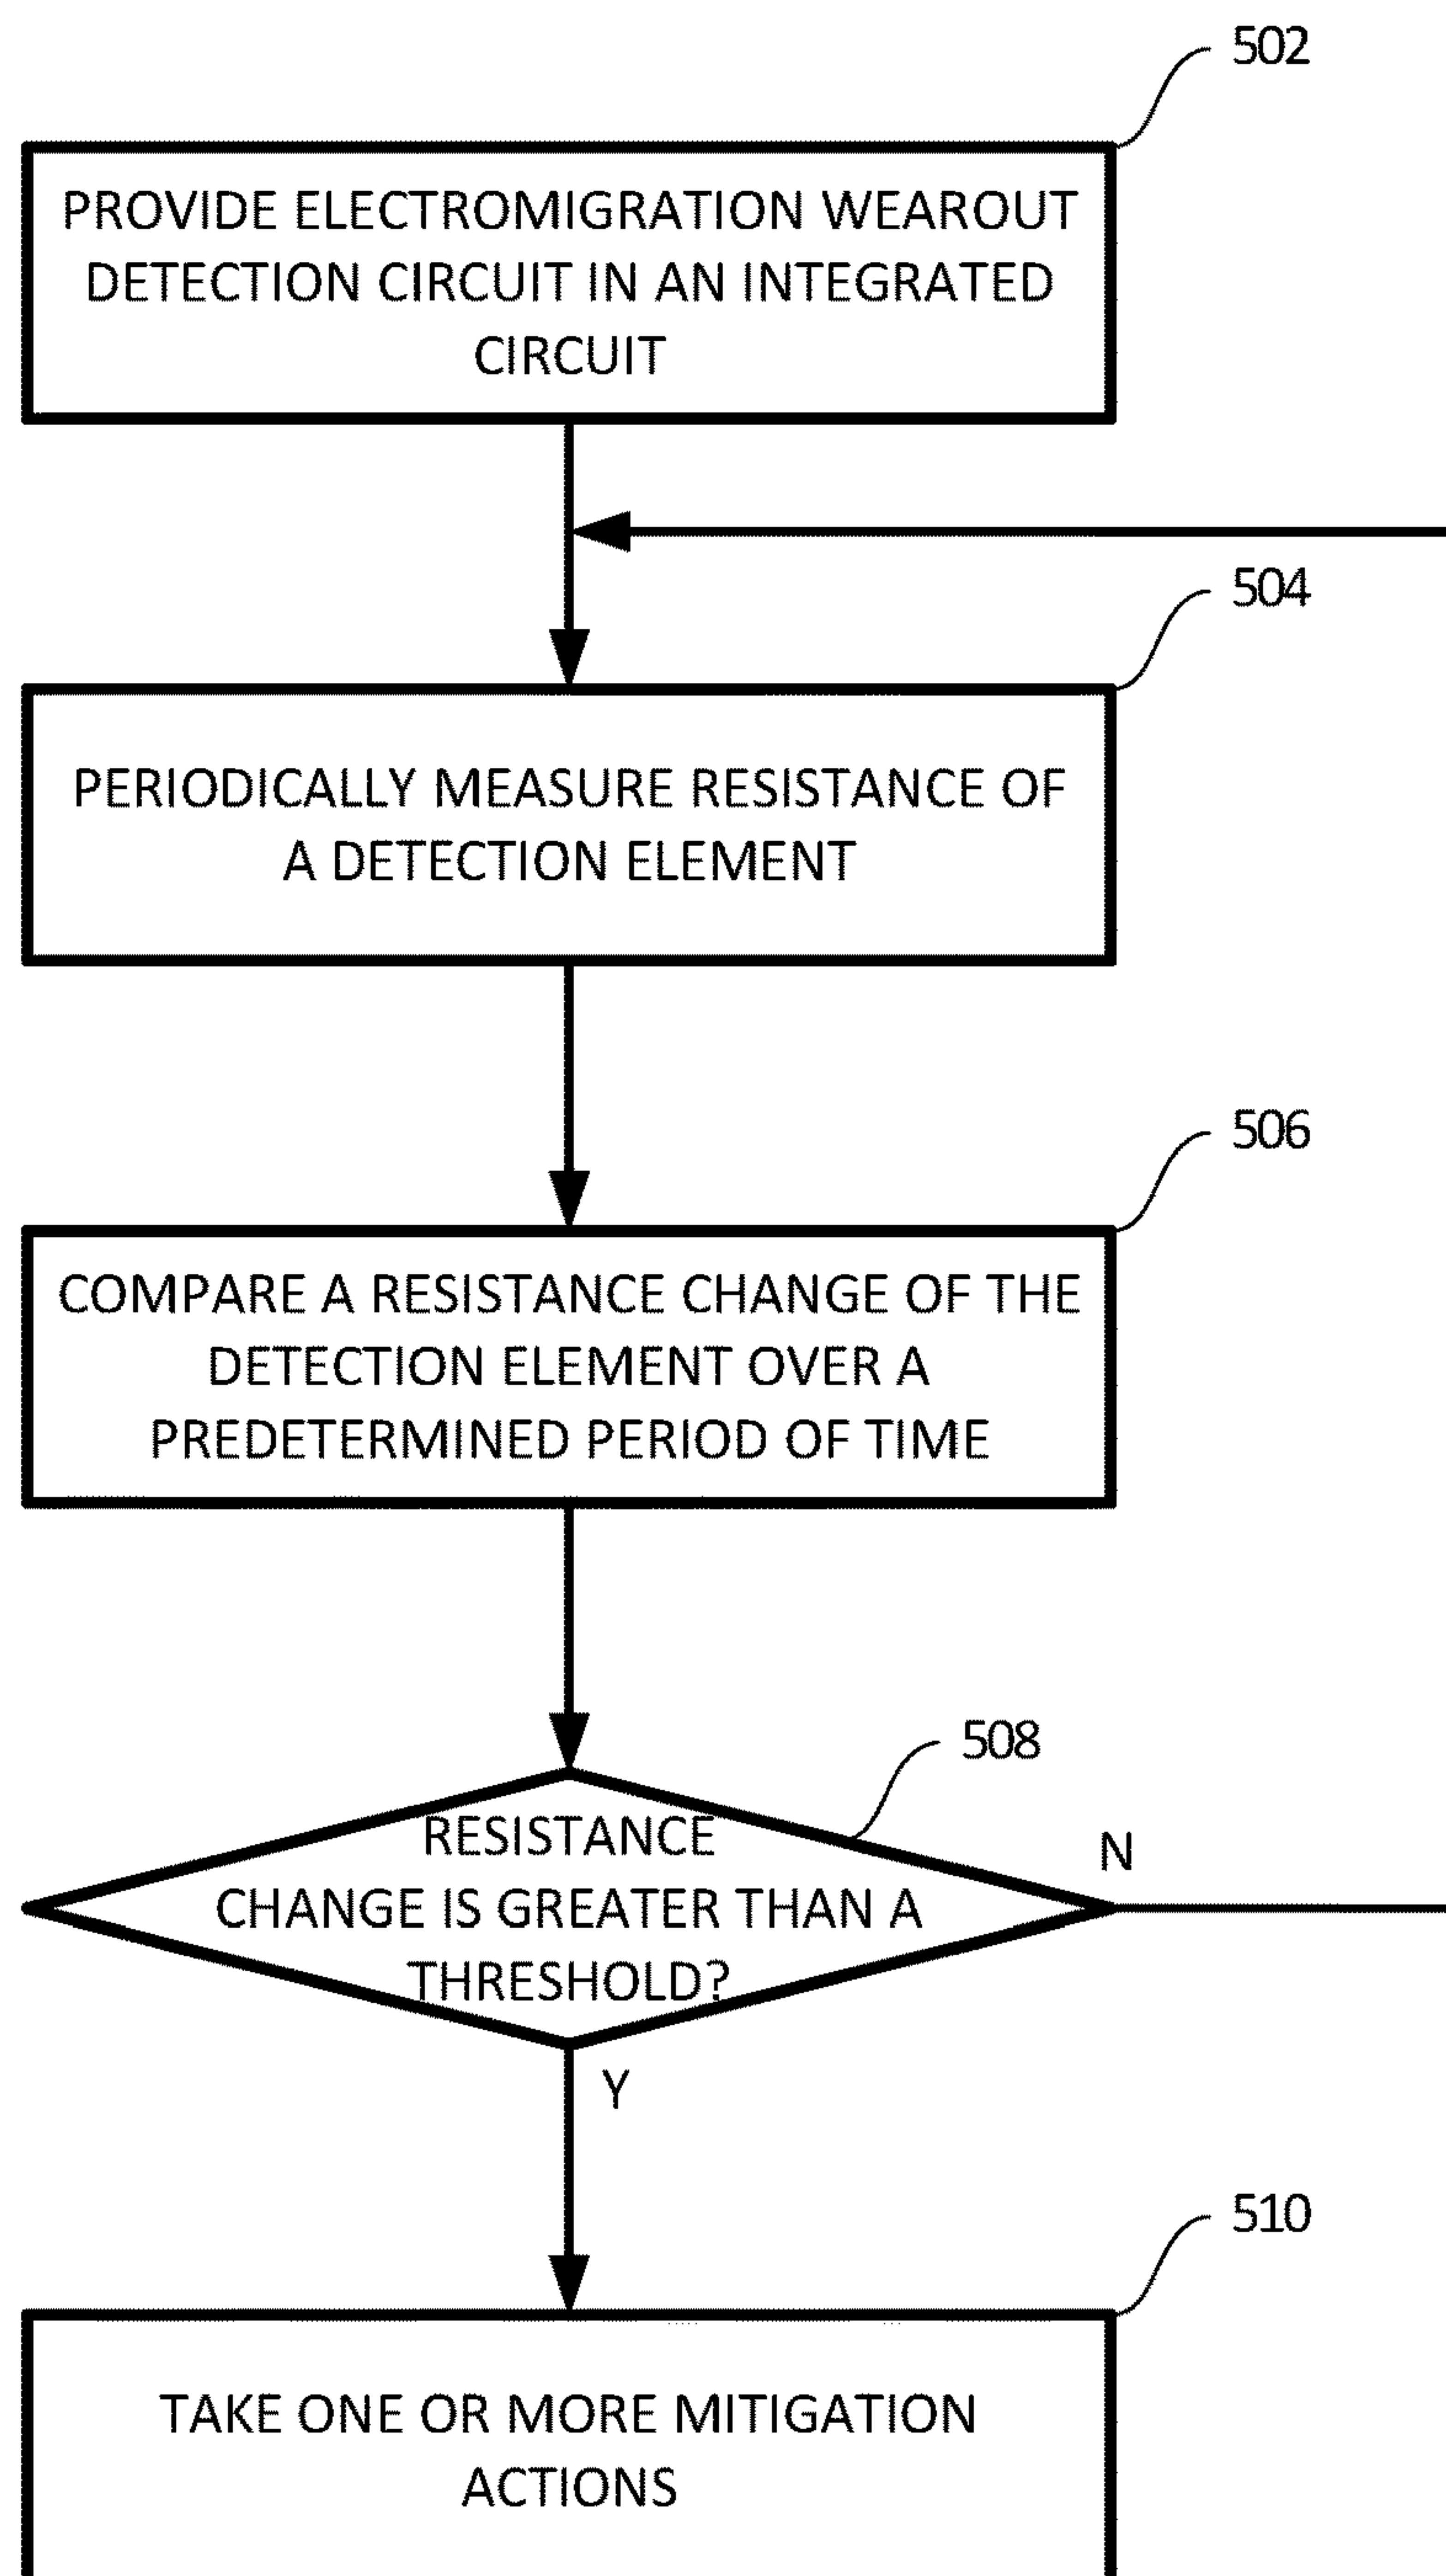 502
PROVIDE ELECTROMIGRATION WEAROUT
DETECTION CIRCUIT IN AN INTEGRATED
CIRCUIT
504
PERIODICALLY MEASURE RESISTANCE OF
A DETECTION ELEMENT
506
COMPARE A RESISTANCE CHANGE OF THE
DETECTION ELEMENT OVER A
PREDETERMINED PERIOD OF TIME
508
RESISTANCE
CHANGE IS GREATER THAN A
THRESHOLD?
N
Y
510
TAKE ONE OR MORE MITIGATION
ACTIONS